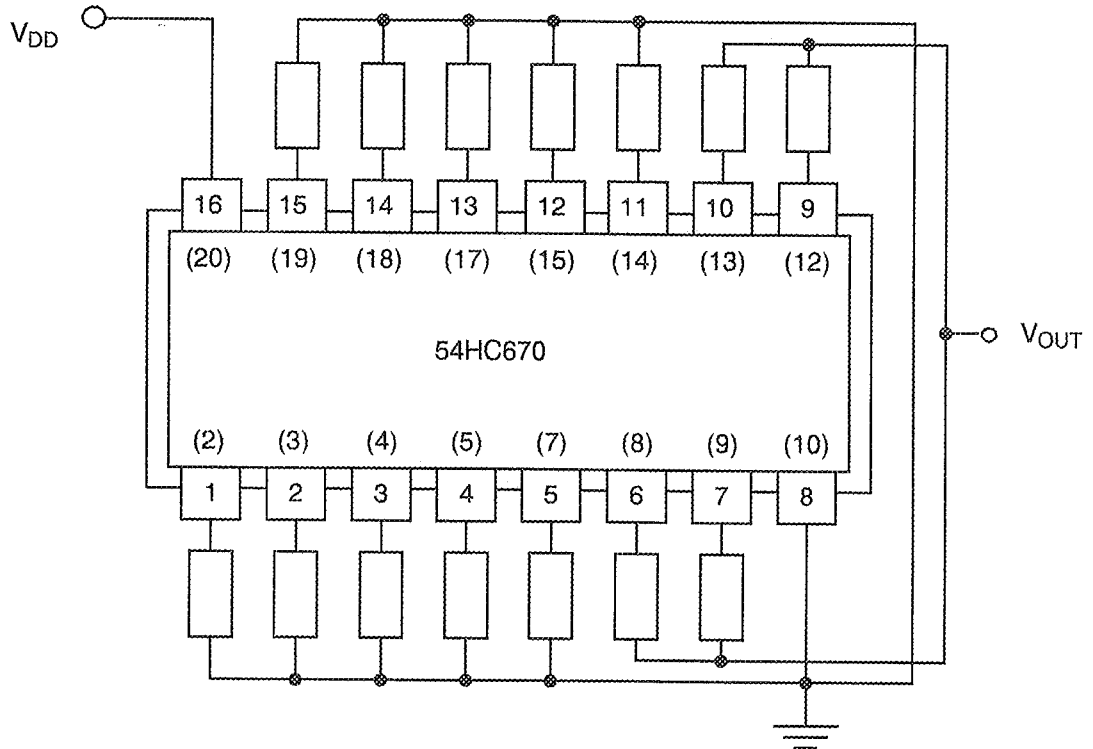 VDD
16 15 14 13 12 11 10 9
(20) (19) (18) (17) (15) (14) (13) (12)
VOUT
54HC670
(2) (3) (4) (5) (7) (8) (9) (10)
1 2 3 4 5 6 7 8